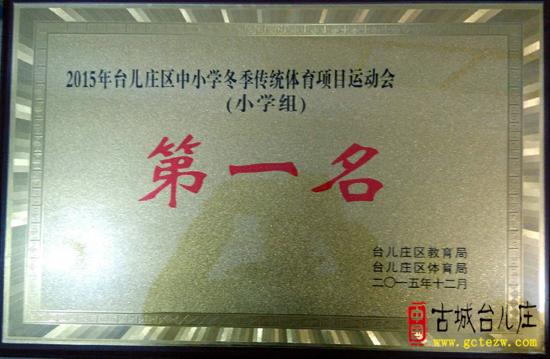 2015年台儿庄区中小学冬季传统体育项目运动会
(小学组)
第一名
台儿庄区教育局
台儿庄区体育局
二〇一五年十二月
中国
古城台儿庄
www.gctezw.com